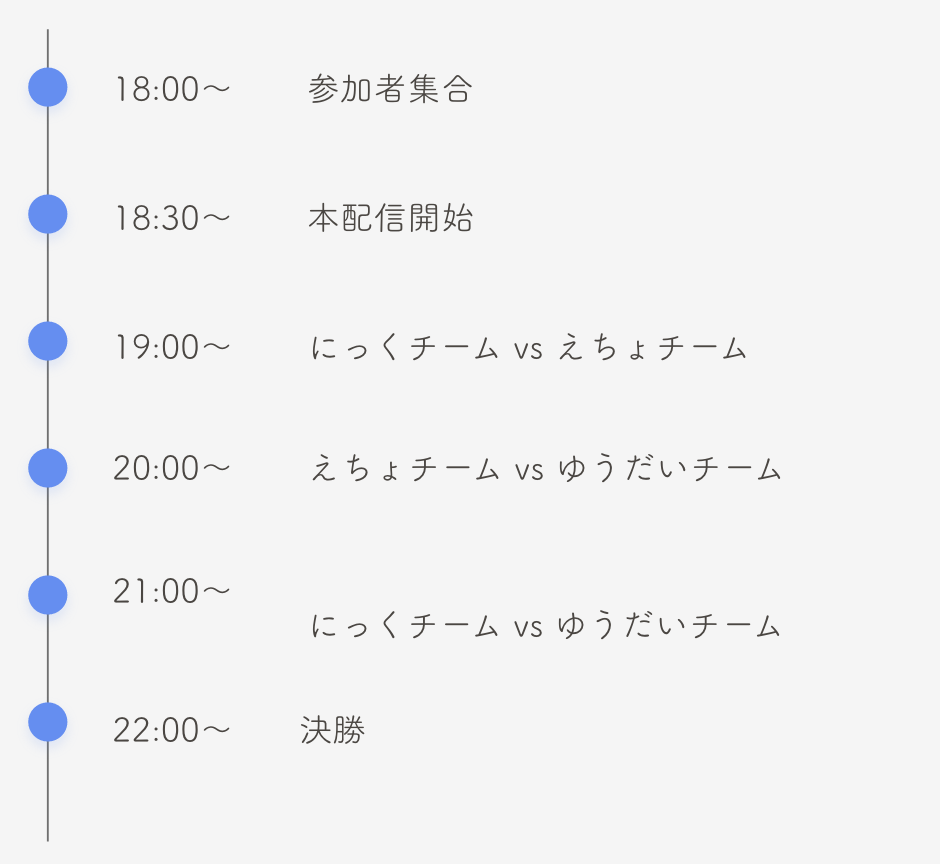 18:00～ 参加者集合
18:30～ 本配信開始
19:00～ にっくチーム vs えちょチーム
20:00～ えちょチーム vs ゆうだいチーム
21:00～
にっくチーム vs ゆうだいチーム
22:00～ 決勝